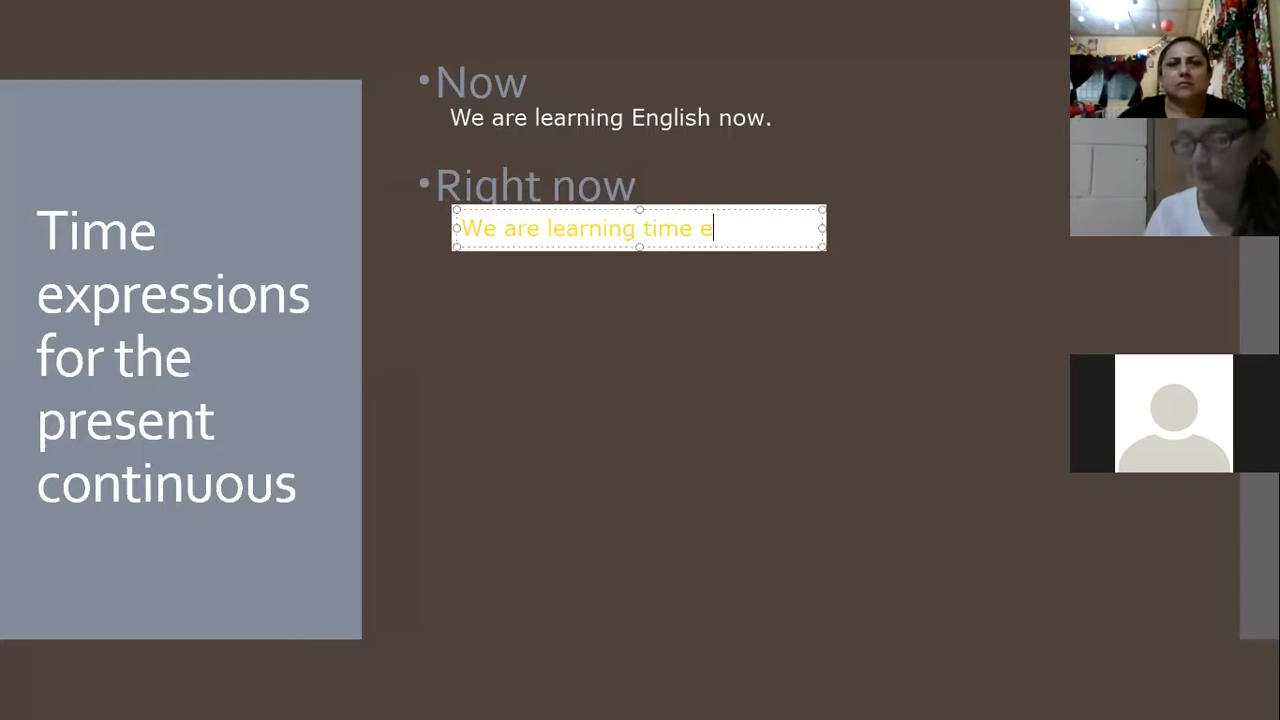 Time
expressions
for the
present
continuous
•Now
We are learning English now.
•Right now
We are learning time e